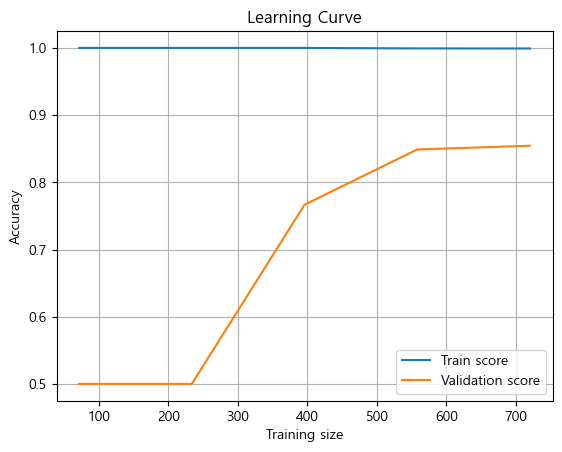 Learning Curve
1.0
0.9
0.8
0.7
0.6
0.5
Accuracy
100 200 300 400 500 600 700
Training size
Train score
Validation score